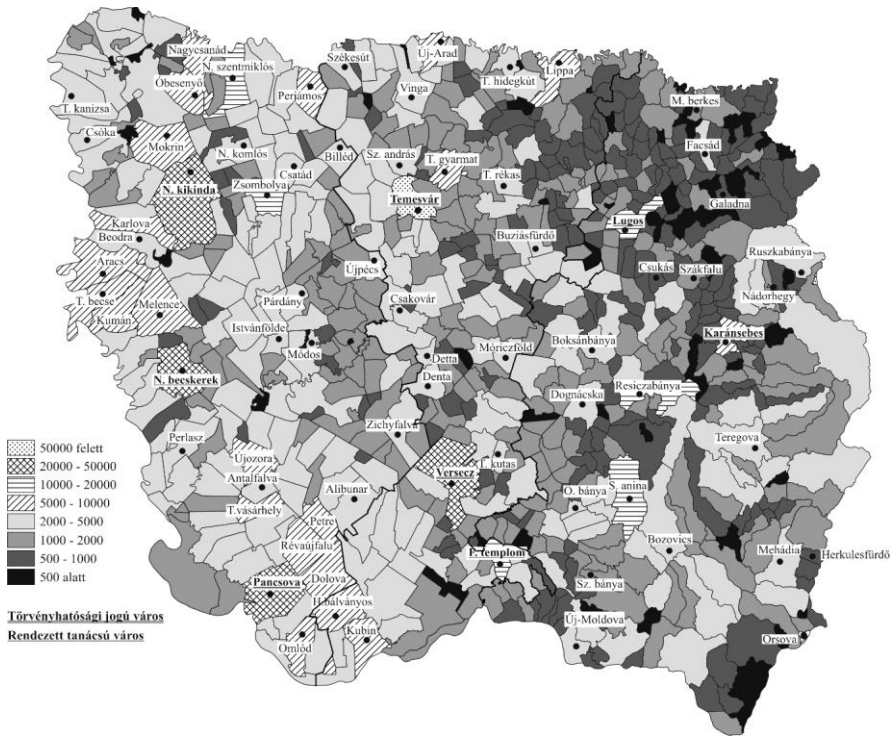 Nagycsanád
N. szentmiklós
Óbesenyő
T. kanizsa
Csóka
Mokrin
Perjámos
Székesút
Új-Arad
Vinga
T. hidegkút
Lippa
M. berkes
Facsád
N. komlós
Csatád
Billéd
Sz. andrás
T. gyarmat
T. rékas
N. kikinda
Zsombolya
Temesvár
Lugos
Galadna
Karlova
Beodra
Aracs
T. becse
Kumán
Melence
Buziásfürdő
Újpécs
Csukás
Szákfalu
Ruszkabánya
Nádorhegy
Párdány
Csakovár
Istvánfölde
Módos
Karánsebes
N. becskerek
Detta
Denta
Móriczföld
Boksánbánya
Resiczabánya
Dognácska
Zichyfalva
Teregova
Perlasz
Újozora
Antalfalva
T.vásárhely
Alibunar
Versecz
T. kutas
S. anina
O. bánya
Petre
Révaújfalu
Bozovics
Mehádia
Herkulesfürdő
Pancsova
Dolova
F. templom
Sz. bánya
H.bálványos
Kubin
Omlód
Új-Moldova
Orsova
50000 felett
20000 - 50000
10000 - 20000
5000 - 10000
2000 - 5000
1000 - 2000
500 - 1000
500 alatt
Törvényhatósági jogú város
Rendezett tanácsú város